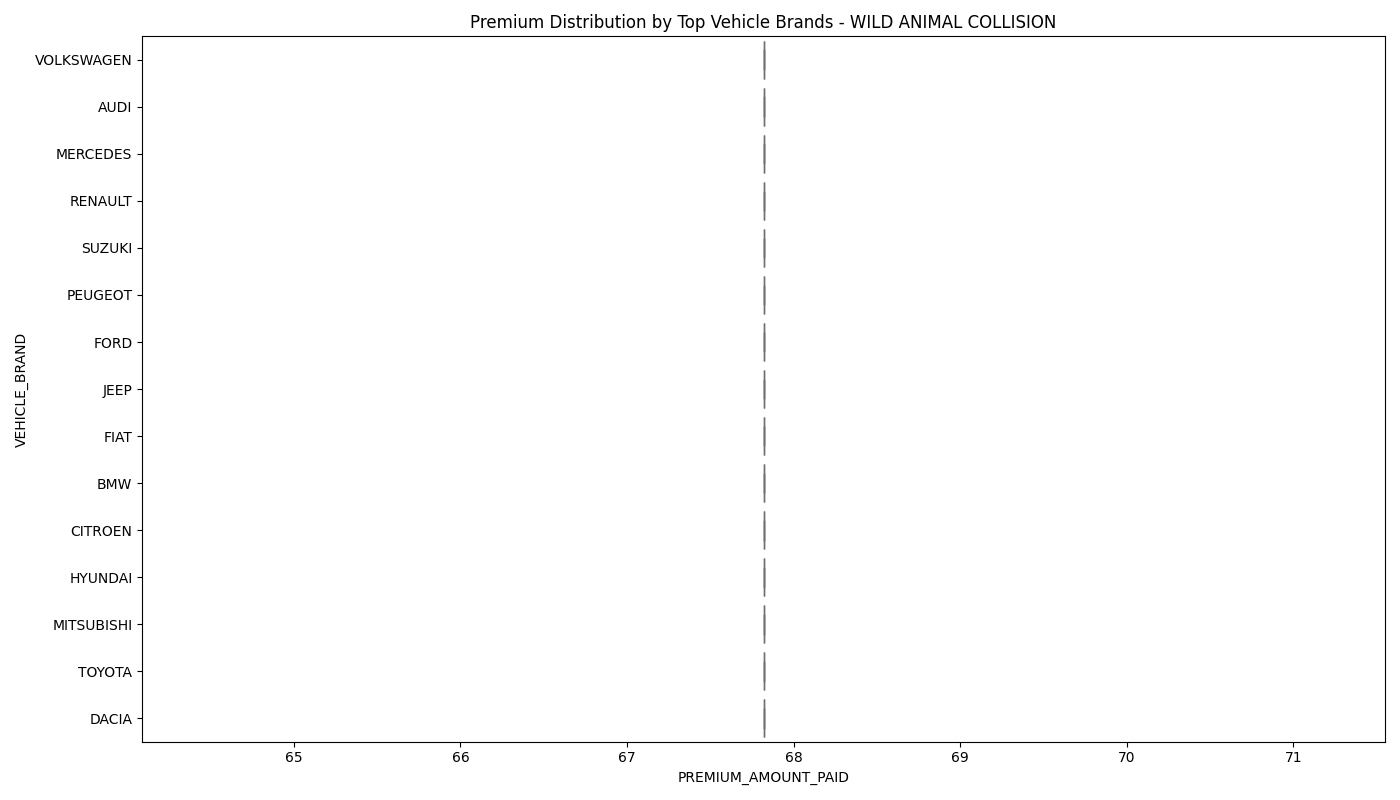 Premium Distribution by Top Vehicle Brands - WILD ANIMAL COLLISION
VOLKSWAGEN
AUDI
MERCEDES
RENAULT
SUZUKI
PEUGEOT
FORD
JEEP
FIAT
BMW
CITROEN
HYUNDAI
MITSUBISHI
TOYOTA
DACIA
VEHICLE_BRAND
65 66 67 68 69 70 71
PREMIUM_AMOUNT_PAID